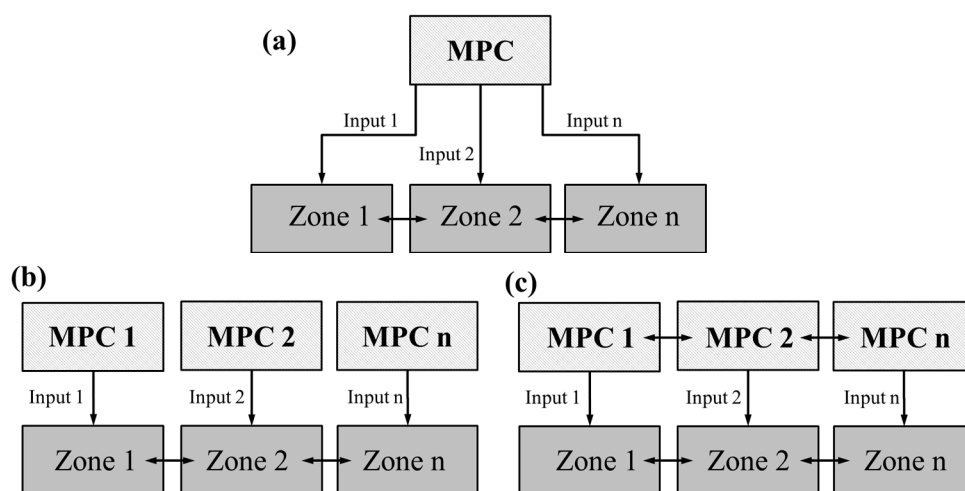 (a)
MPC
Input 1
Input 2
Input n
Zone 1
Zone 2
Zone n
(b)
MPC 1
MPC 2
MPC n
Input 1
Input 2
Input n
Zone 1
Zone 2
Zone n
(c)
MPC 1
MPC 2
MPC n
Input 1
Input 2
Input n
Zone 1
Zone 2
Zone n